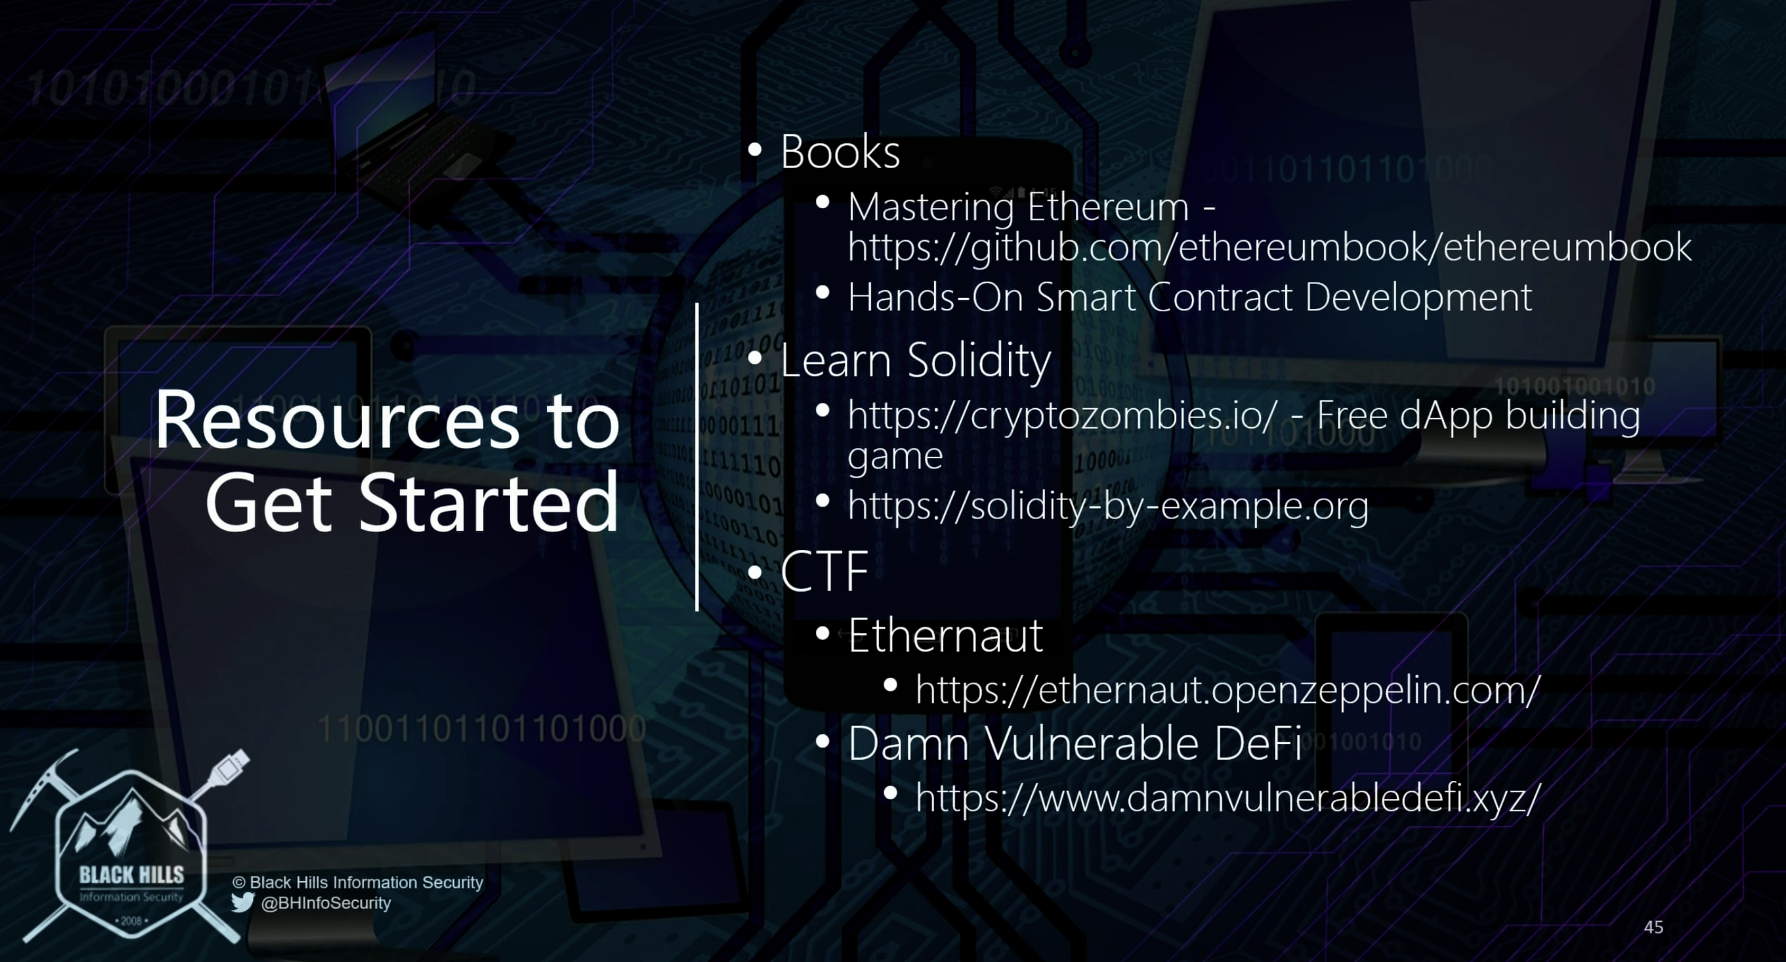 Resources to
Get Started
• Books
• Mastering Ethereum -
https://github.com/ethereumbook/ethereumbook
• Hands-On Smart Contract Development
• Learn Solidity
• https://cryptozombies.io/ - Free dApp building
game
• https://solidity-by-example.org
• CTF
• Ethernaut
• https://ethernaut.openzeppelin.com/
• Damn Vulnerable DeFi
• https://www.damnvulnerabledefi.xyz/
11001101101101000
101001001010
BLACK HILLS
Information Security
• 2008 •
© Black Hills Information Security
@BHInfoSecurity
45